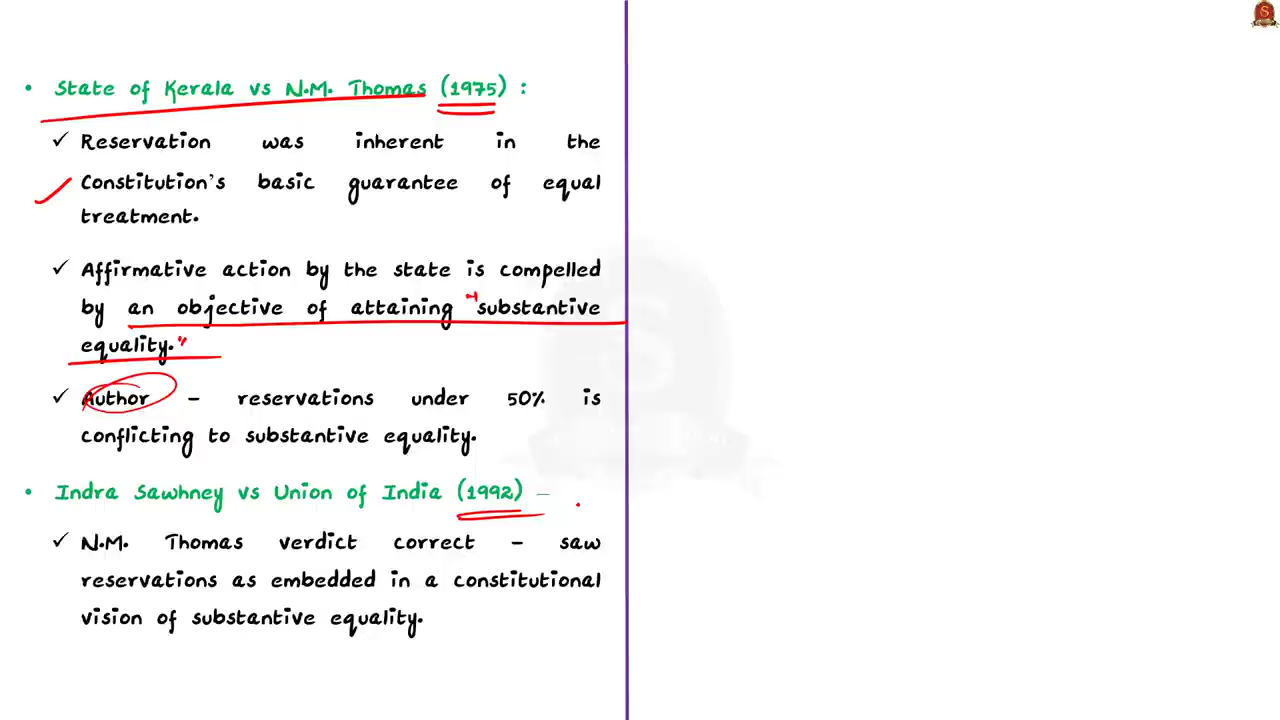 • State of Kerala vs N.M. Thomas (1975) :
✓ Reservation was inherent in the
Constitution's basic guarantee of equal
treatment.
✓ Affirmative action by the state is compelled
by an objective of attaining "substantive
equality."
✓ Author – reservations under 50% is
conflicting to substantive equality.
• Indra Sawhney vs Union of India (1992) –
✓ N.M. Thomas verdict correct – saw
reservations as embedded in a constitutional
vision of substantive equality.